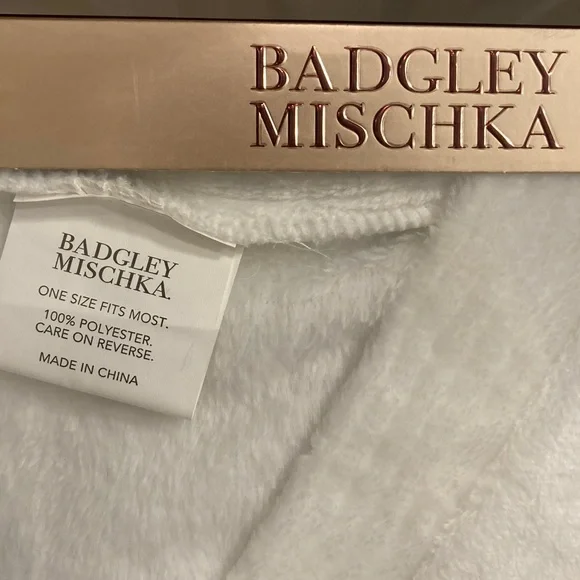 BADGLEY
MISCHKA
BADGLEY
MISCHKA.
ONE SIZE FITS MOST.
100% POLYESTER.
CARE ON REVERSE.
MADE IN CHINA